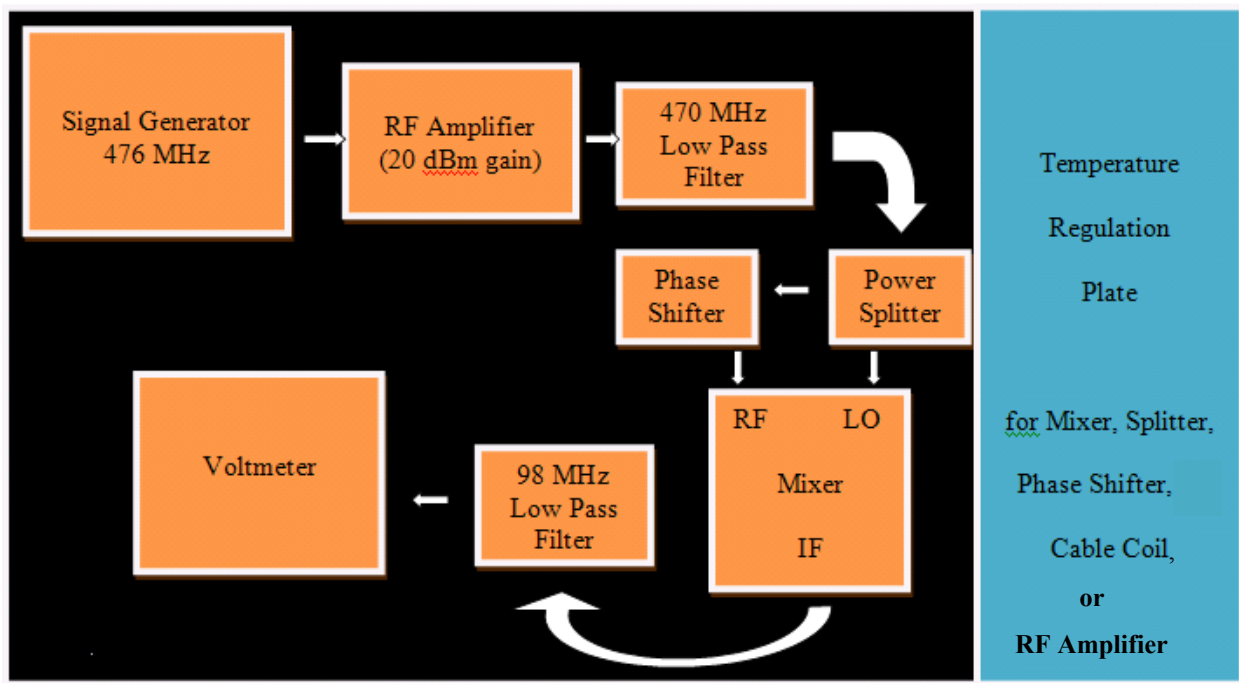 Signal Generator
476 MHz
RF Amplifier
(20 dBm gain)
470 MHz
Low Pass
Filter
Phase
Shifter
Power
Splitter
RF LO
Mixer
IF
98 MHz
Low Pass
Filter
Voltmeter
Temperature
Regulation
Plate
for Mixer, Splitter,
Phase Shifter,
Cable Coil,
or
RF Amplifier